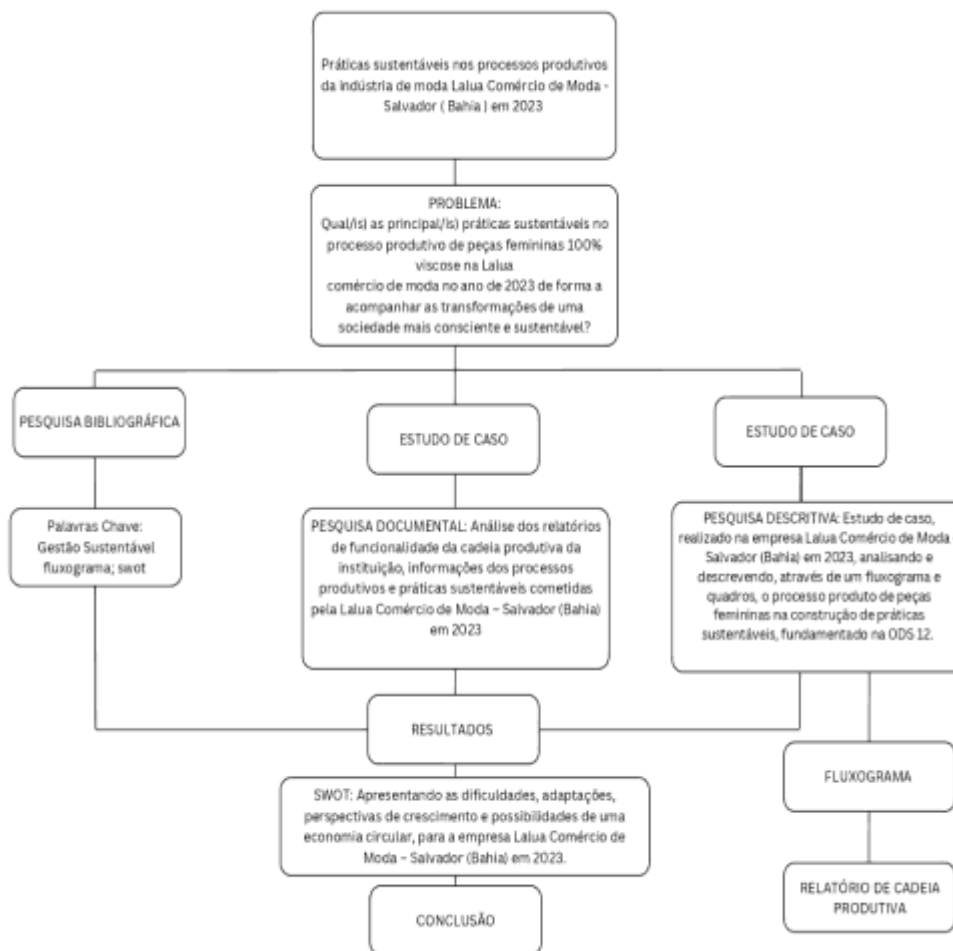 Práticas sustentáveis nos processos produtivos
da indústria de moda Lalua Comércio de Moda -
Salvador ( Bahia ) em 2023
PROBLEMA:
Qual/is) as principal/is) práticas sustentáveis no
processo produtivo de peças femininas 100%
viscose na Lalua
comércio de moda no ano de 2023 de forma a
acompanhar as transformações de uma
sociedade mais consciente e sustentável?
PESQUISA BIBLIOGRÁFICA
ESTUDO DE CASO
ESTUDO DE CASO
Palavras Chave:
Gestão Sustentável
fluxograma; swot
PESQUISA DOCUMENTAL: Análise dos relatórios
de funcionalidade da cadeia produtiva da
instituição, informações dos processos
produtivos e práticas sustentáveis cometidas
pela Lalua Comércio de Moda – Salvador (Bahia)
em 2023
PESQUISA DESCRITIVA: Estudo de caso,
realizado na empresa Lalua Comércio de Moda –
Salvador (Bahia) em 2023, analisando e
descrevendo, através de um fluxograma e
quadros, o processo produto de peças
femininas na construção de práticas
sustentáveis, fundamentado na ODS 12.
RESULTADOS
FLUXOGRAMA
SWOT: Apresentando as dificuldades, adaptações,
perspectivas de crescimento e possibilidades de uma
economia circular, para a empresa Lalua Comércio de
Moda – Salvador (Bahia) em 2023.
RELATÓRIO DE CADEIA
PRODUTIVA
CONCLUSÃO